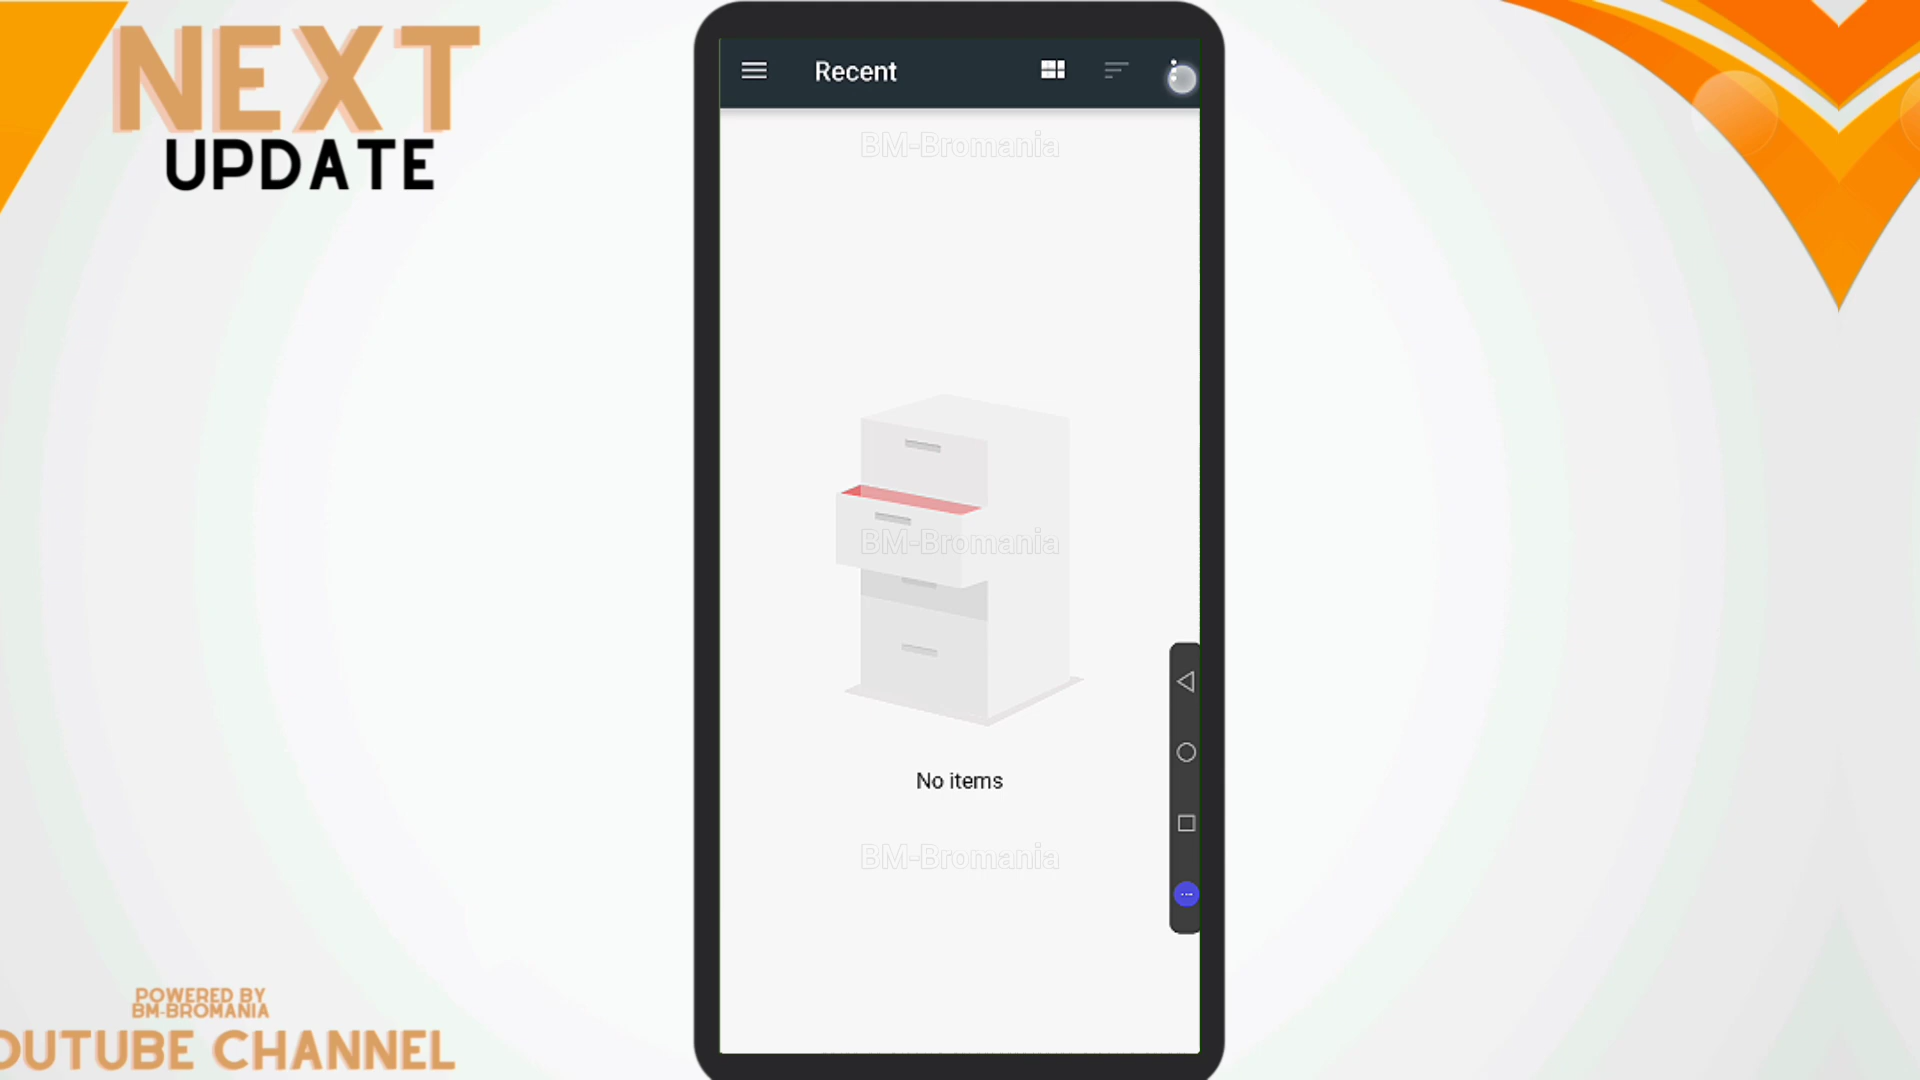 NEXT
UPDATE
Recent
BM-Bromania
BM-Bromania
No items
BM-Bromania
POWERED BY
BM-BROMANIA
OUTUBE CHANNEL